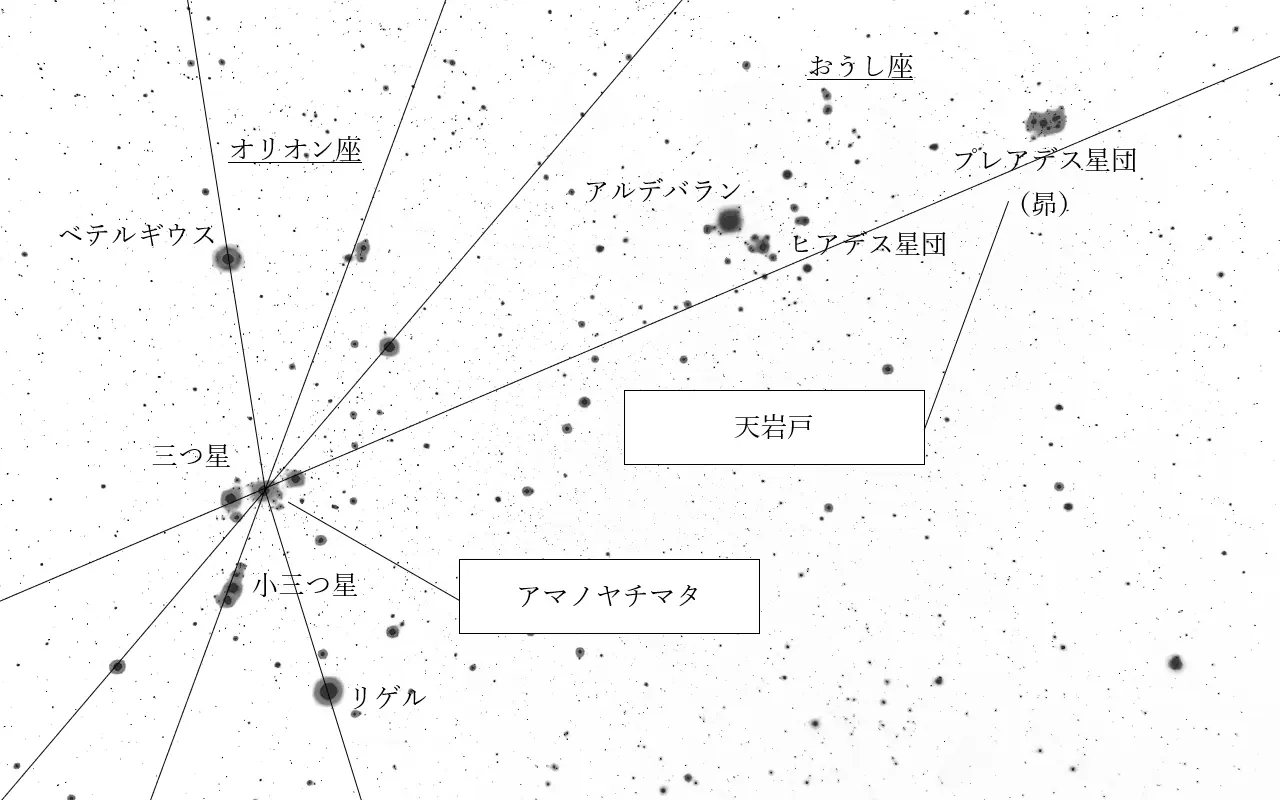 おうし座
オリオン座
プレアデス星団
（昴）
アルデバラン
ベテルギウス
ヒアデス星団
天岩戸
三つ星
小三つ星
アマノヤチマタ
リゲル